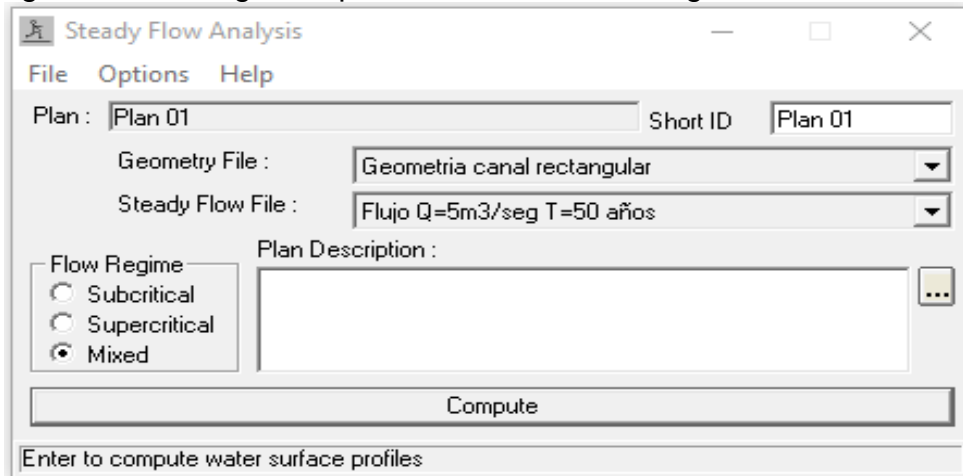 Steady Flow Analysis
File Options Help
Plan : Plan 01 Short ID Plan 01
Geometry File : Geometria canal rectangular
Steady Flow File : Flujo Q=5m3/seg T=50 años
Plan Description :
Flow Regime
Subcritical
Supercritical
Mixed
...
Compute
Enter to compute water surface profiles